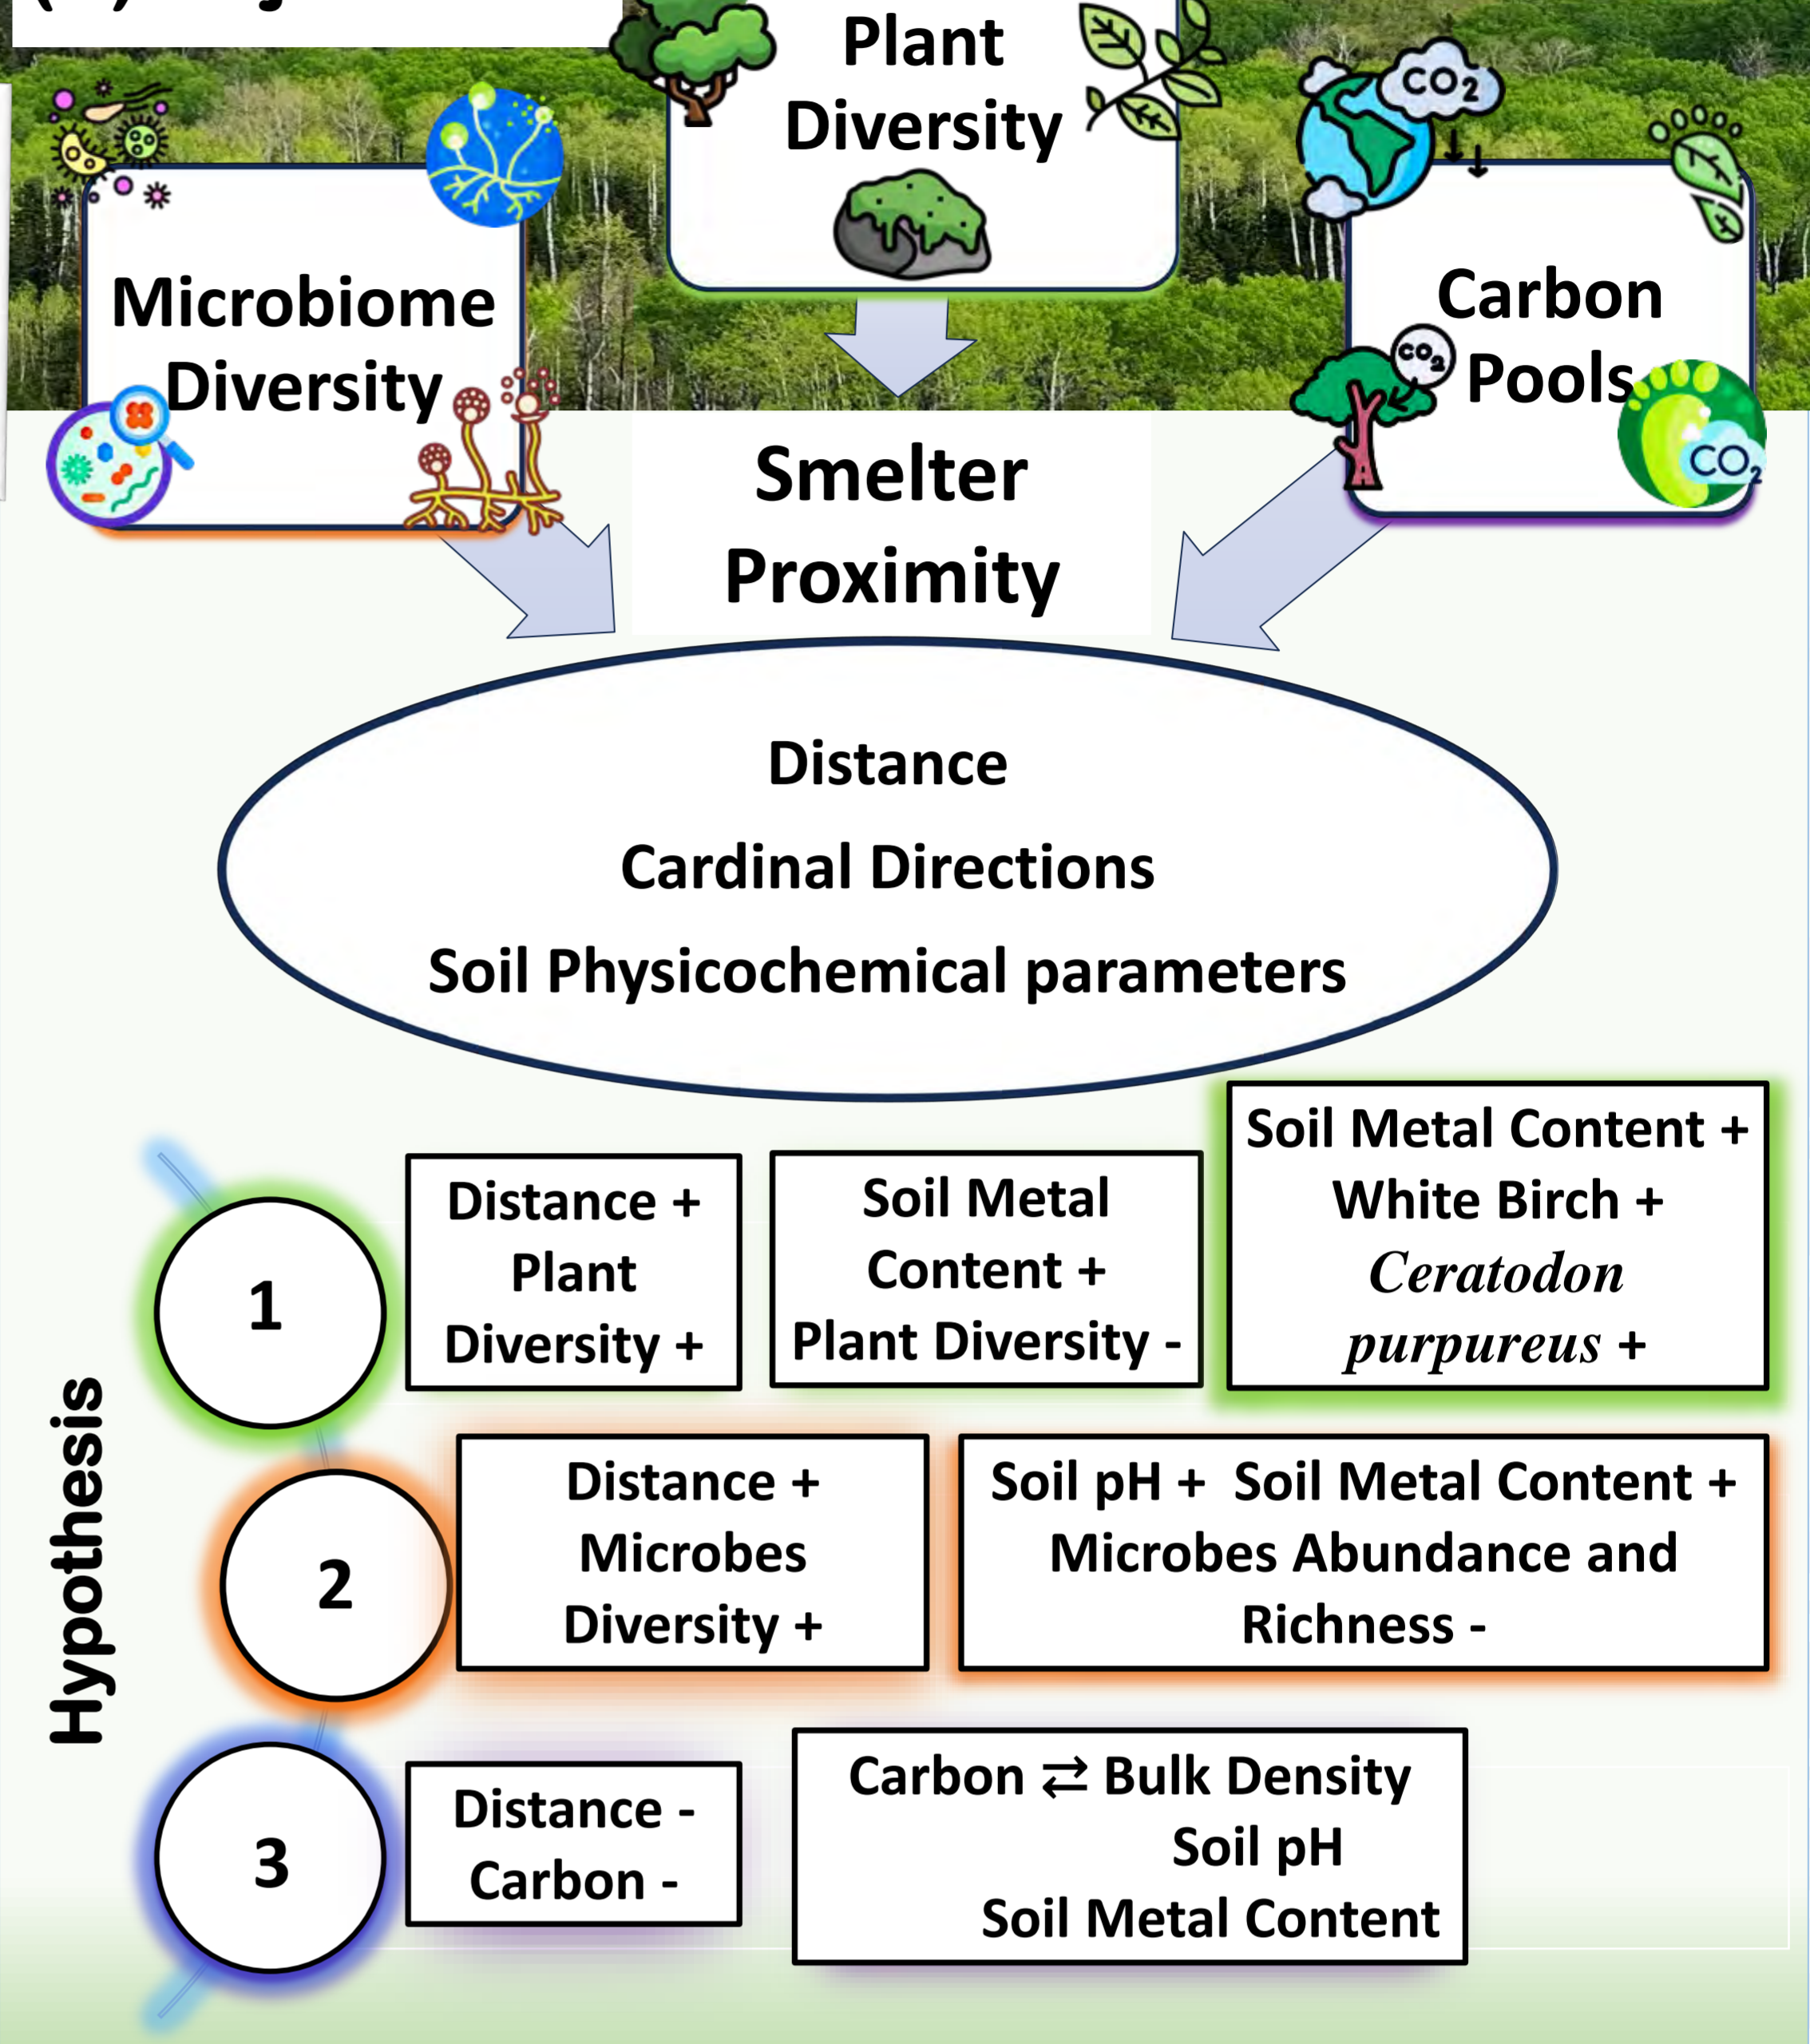 Plant
Diversity
CO2
Microbiome
Diversity
Carbon
Pools
CO2
CO2
Smelter
Proximity
Distance
Cardinal Directions
Soil Physicochemical parameters
Hypothesis
1
Distance +
Plant
Diversity +
Soil Metal
Content +
Plant Diversity -
Soil Metal Content +
White Birch +
Ceratodon
purpureus +
2
Distance +
Microbes
Diversity +
Soil pH + Soil Metal Content +
Microbes Abundance and
Richness -
3
Distance -
Carbon -
Carbon ⇄ Bulk Density
Soil pH
Soil Metal Content